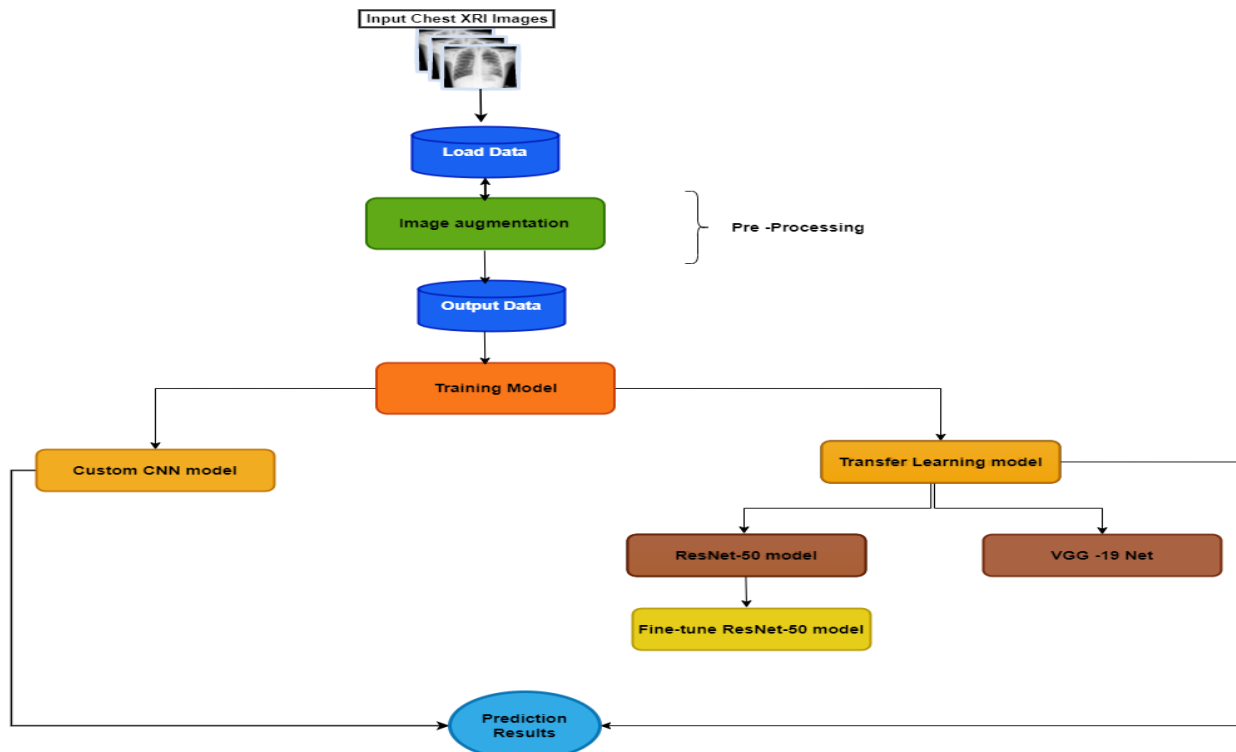 Input Chest XRI Images
Load Data
Image augmentation
Pre -Processing
Output Data
Training Model
Custom CNN model
Transfer Learning model
ResNet-50 model
VGG -19 Net
Fine-tune ResNet-50 model
Prediction
Results